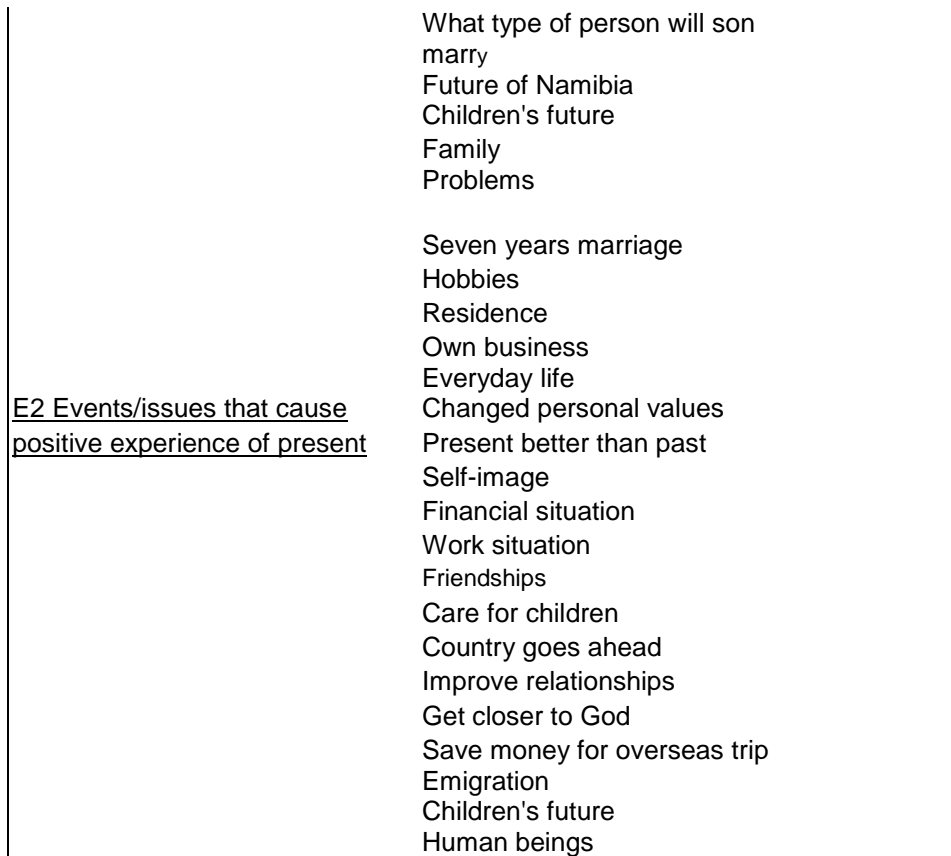 What type of person will son
marry
Future of Namibia
Children's future
Family
Problems
Seven years marriage
Hobbies
Residence
Own business
Everyday life
E2 Events/issues that cause Changed personal values
positive experience of present Present better than past
Self-image
Financial situation
Work situation
Friendships
Care for children
Country goes ahead
Improve relationships
Get closer to God
Save money for overseas trip
Emigration
Children's future
Human beings